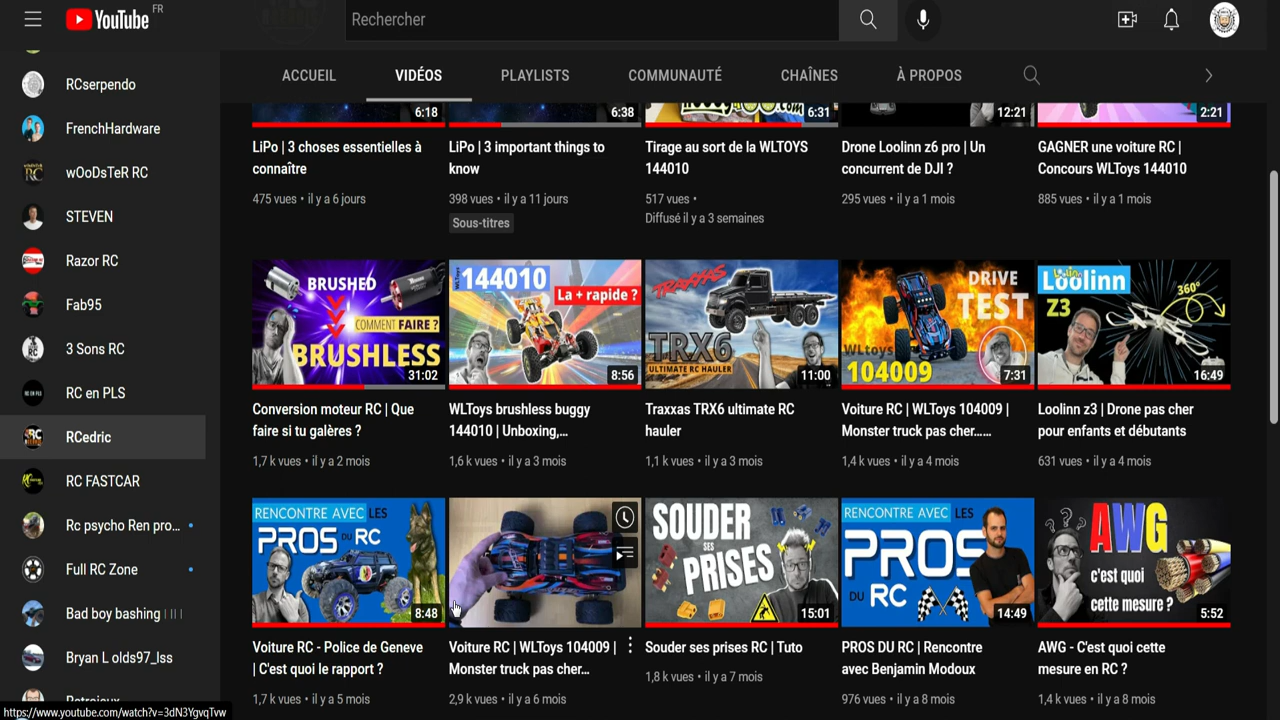 YouTube FR
Rechercher
ACCUEIL
VIDÉOS
PLAYLISTS
COMMUNAUTÉ
CHAÎNES
À PROPOS
RCserpendo
FrenchHardware
wOoDsTeR RC
STEVEN
Razor RC
Fab95
3 Sons RC
RC en PLS
RCedric
RC FASTCAR
Rc psycho Ren pro...
Full RC Zone
Bad boy bashing
Bryan L olds97_lss
https://www.youtube.com/watch?v=3dN3YgvqTvw
6:18
6:38
6:31
12:21
2:21
LiPo | 3 choses essentielles à
connaître
475 vues • il y a 6 jours
LiPo | 3 important things to
know
398 vues • il y a 11 jours
Sous-titres
Tirage au sort de la WLTOYS
144010
517 vues •
Diffusé il y a 3 semaines
Drone Loolinn z6 pro | Un
concurrent de DJI ?
295 vues • il y a 1 mois
GAGNER une voiture RC |
Concours WLToys 144010
885 vues • il y a 1 mois
BRUSHED
COMMENT FAIRE ?
BRUSHLESS
31:02
Conversion moteur RC | Que
faire si tu galères ?
1,7 k vues • il y a 2 mois
WLToys
144010
La + rapide ?
8:56
WLToys brushless buggy
144010 | Unboxing,...
1,6 k vues • il y a 3 mois
TRAXXAS
TRX6
ULTIMATE RC HAULER
11:00
Traxxas TRX6 ultimate RC
hauler
1,1 k vues • il y a 3 mois
DRIVE
TEST
WLtoys
104009
7:31
Voiture RC | WLToys 104009 |
Monster truck pas cher......
1,4 k vues • il y a 4 mois
Loolinn
Z3
360°
16:49
Loolinn z3 | Drone pas cher
pour enfants et débutants
631 vues • il y a 4 mois
RENCONTRE AVEC LES
PROS DU RC
8:48
Voiture RC - Police de Geneve
| C'est quoi le rapport ?
1,7 k vues • il y a 5 mois
Voiture RC | WLToys 104009 |
Monster truck pas cher...
2,9 k vues • il y a 6 mois
SOUDER
SES
PRISES
15:01
Souder ses prises RC | Tuto
1,8 k vues • il y a 7 mois
RENCONTRE AVEC LES
PROS
DU RC
14:49
PROS DU RC | Rencontre
avec Benjamin Modoux
976 vues • il y a 8 mois
AWG
c'est quoi
cette mesure ?
5:52
AWG - C'est quoi cette
mesure en RC ?
1,4 k vues • il y a 8 mois